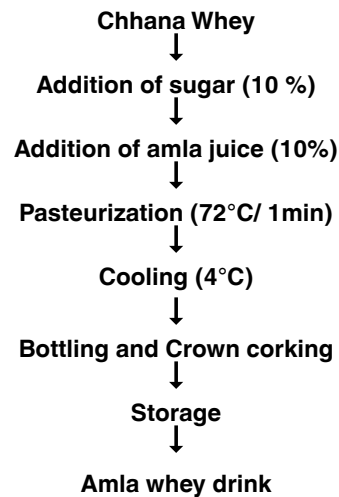 Chhana Whey
Addition of sugar (10 %)
Addition of amla juice (10%)
Pasteurization (72°C/ 1min)
Cooling (4°C)
Bottling and Crown corking
Storage
Amla whey drink